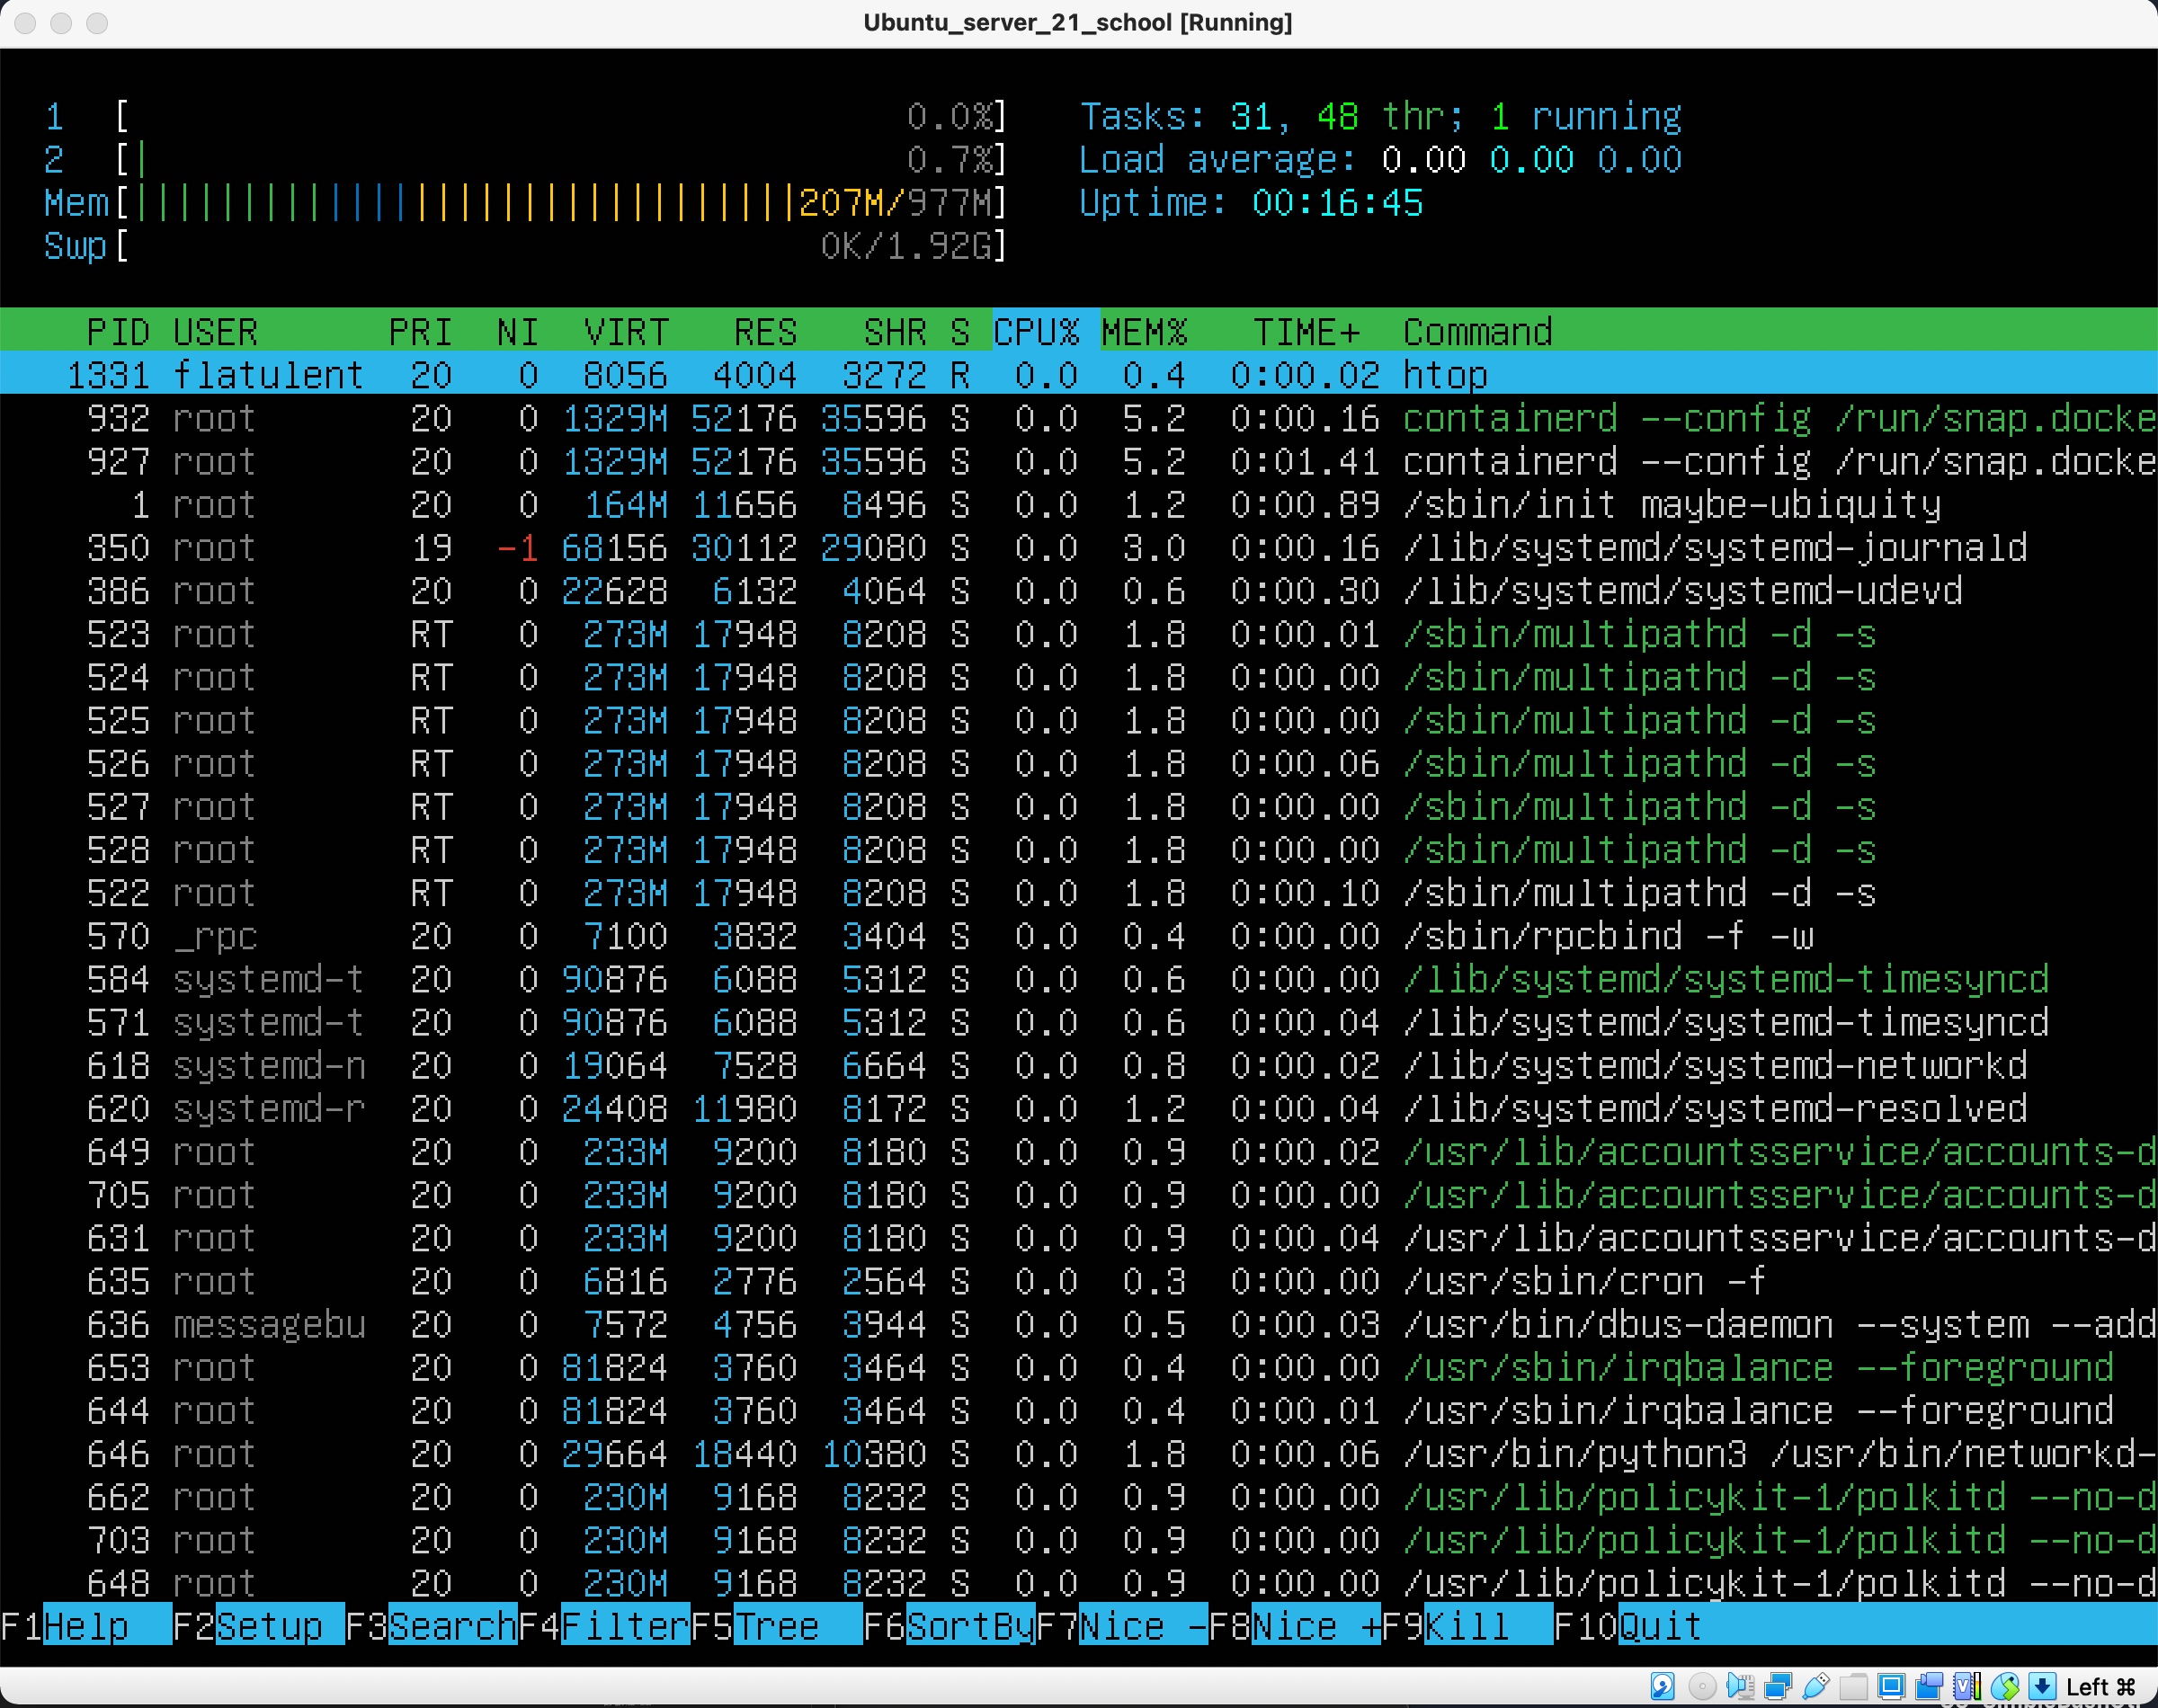 Ubuntu_server_21_school [Running]
1 [ 0.0%] Tasks: 31, 48 thr; 1 running
2 [| 0.7%] Load average: 0.00 0.00 0.00
Mem[|||||||||||||||||||||||||||||||207M/977M] Uptime: 00:16:45
Swp[ 0K/1.92G]
PID USER PRI NI VIRT RES SHR S CPU% MEM% TIME+ Command
1331 flatulent 20 0 8056 4004 3272 R 0.0 0.4 0:00.02 htop
932 root 20 0 1329M 52176 35596 S 0.0 5.2 0:00.16 containerd --config /run/snap.docke
927 root 20 0 1329M 52176 35596 S 0.0 5.2 0:01.41 containerd --config /run/snap.docke
1 root 20 0 164M 11656 8496 S 0.0 1.2 0:00.89 /sbin/init maybe-ubiquity
350 root 19 -1 68156 30112 29080 S 0.0 3.0 0:00.16 /lib/systemd/systemd-journald
386 root 20 0 22628 6132 4064 S 0.0 0.6 0:00.30 /lib/systemd/systemd-udevd
523 root RT 0 273M 17948 8208 S 0.0 1.8 0:00.01 /sbin/multipathd -d -s
524 root RT 0 273M 17948 8208 S 0.0 1.8 0:00.00 /sbin/multipathd -d -s
525 root RT 0 273M 17948 8208 S 0.0 1.8 0:00.00 /sbin/multipathd -d -s
526 root RT 0 273M 17948 8208 S 0.0 1.8 0:00.06 /sbin/multipathd -d -s
527 root RT 0 273M 17948 8208 S 0.0 1.8 0:00.00 /sbin/multipathd -d -s
528 root RT 0 273M 17948 8208 S 0.0 1.8 0:00.00 /sbin/multipathd -d -s
522 root RT 0 273M 17948 8208 S 0.0 1.8 0:00.10 /sbin/multipathd -d -s
570 _rpc 20 0 7100 3832 3404 S 0.0 0.4 0:00.00 /sbin/rpcbind -f -w
584 systemd-t 20 0 90876 6088 5312 S 0.0 0.6 0:00.00 /lib/systemd/systemd-timesyncd
571 systemd-t 20 0 90876 6088 5312 S 0.0 0.6 0:00.04 /lib/systemd/systemd-timesyncd
618 systemd-n 20 0 19064 7528 6664 S 0.0 0.8 0:00.02 /lib/systemd/systemd-networkd
620 systemd-r 20 0 24408 11980 8172 S 0.0 1.2 0:00.04 /lib/systemd/systemd-resolved
649 root 20 0 233M 9200 8180 S 0.0 0.9 0:00.02 /usr/lib/accountsservice/accounts-d
705 root 20 0 233M 9200 8180 S 0.0 0.9 0:00.00 /usr/lib/accountsservice/accounts-d
631 root 20 0 233M 9200 8180 S 0.0 0.9 0:00.04 /usr/lib/accountsservice/accounts-d
635 root 20 0 6816 2776 2564 S 0.0 0.3 0:00.00 /usr/sbin/cron -f
636 messagebu 20 0 7572 4756 3944 S 0.0 0.5 0:00.03 /usr/bin/dbus-daemon --system --add
653 root 20 0 81824 3760 3464 S 0.0 0.4 0:00.00 /usr/sbin/irqbalance --foreground
644 root 20 0 81824 3760 3464 S 0.0 0.4 0:00.01 /usr/sbin/irqbalance --foreground
646 root 20 0 29664 18440 10380 S 0.0 1.8 0:00.06 /usr/bin/python3 /usr/bin/networkd-
662 root 20 0 230M 9168 8232 S 0.0 0.9 0:00.00 /usr/lib/policykit-1/polkitd --no-d
703 root 20 0 230M 9168 8232 S 0.0 0.9 0:00.00 /usr/lib/policykit-1/polkitd --no-d
648 root 20 0 230M 9168 8232 S 0.0 0.9 0:00.00 /usr/lib/policykit-1/polkitd --no-d
F1Help F2Setup F3SearchF4FilterF5Tree F6SortByF7Nice -F8Nice +F9Kill F10Quit
Left ⌘